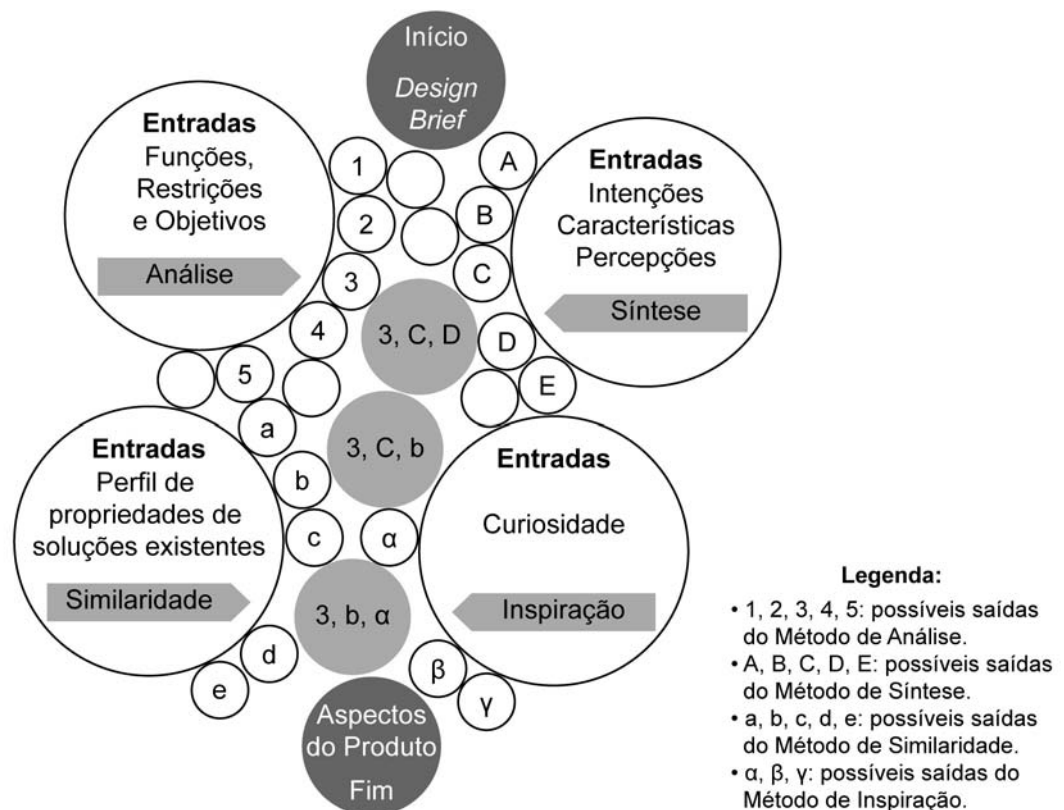 Início
Design
Brief
Entradas
Funções,
Restrições
e Objetivos
Análise
1
2
3
4
5
A
B
C
D
E
Entradas
Intenções
Características
Percepções
Síntese
3, C, D
3, C, b
3, b, α
Entradas
Perfil de
propriedades de
soluções existentes
Similaridade
a
b
c
d
e
α
β
γ
Entradas
Curiosidade
Inspiração
Aspectos
do Produto
Fim
Legenda:
• 1, 2, 3, 4, 5: possíveis saídas
do Método de Análise.
• A, B, C, D, E: possíveis saídas
do Método de Síntese.
• a, b, c, d, e: possíveis saídas
do Método de Similaridade.
• α, β, γ: possíveis saídas do
Método de Inspiração.